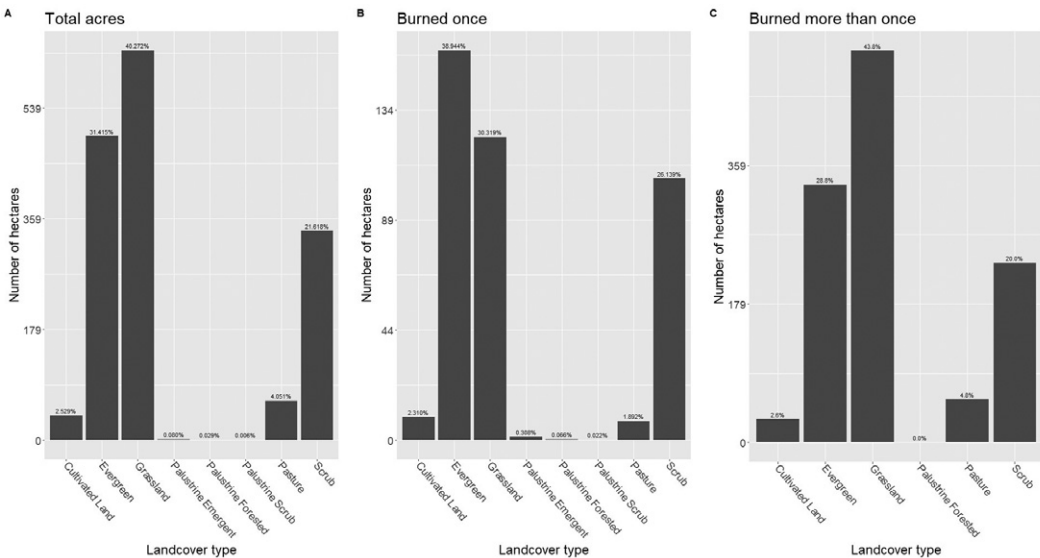 A
Total acres
Number of hectares
539
359
179
0
2.529%
31.415%
40.272%
0.080%
0.029%
0.006%
4.051%
21.618%
Cultivated Land
Evergreen
Grassland
Palustrine Emergent
Palustrine Forested
Palustrine Scrub
Pasture
Scrub
Landcover type
B
Burned once
Number of hectares
134
89
44
0
2.310%
38.944%
30.319%
0.308%
0.066%
0.022%
1.892%
26.139%
Cultivated Land
Evergreen
Grassland
Palustrine Emergent
Palustrine Forested
Palustrine Scrub
Pasture
Scrub
Landcover type
C
Burned more than once
Number of hectares
359
179
0
2.6%
28.8%
43.8%
0.0%
4.8%
20.0%
Cultivated Land
Evergreen
Grassland
Palustrine Forested
Pasture
Scrub
Landcover type